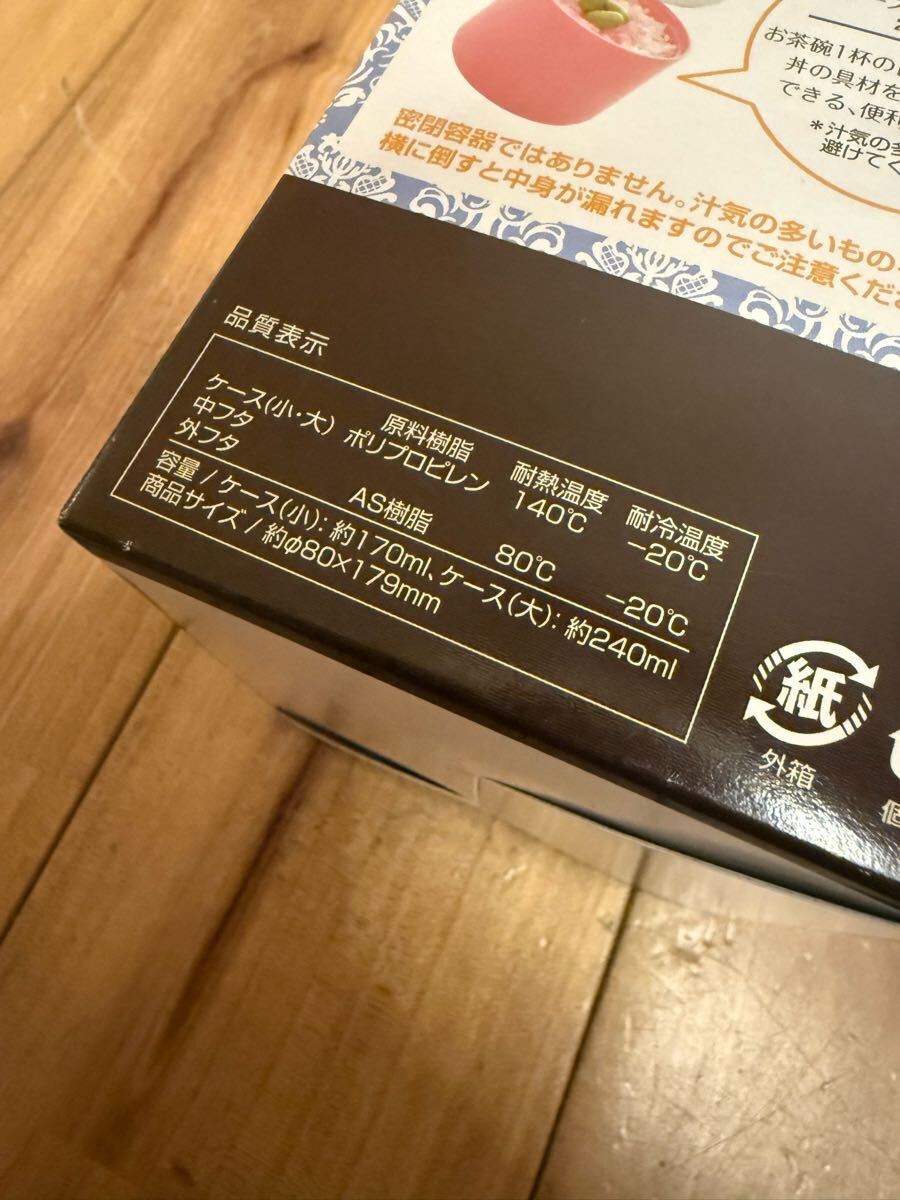 お茶碗1杯の
丼の具材を
できる、便利
*汁気の多
避けてく
密閉容器ではありません。汁気の多いもの
横に倒すと中身が漏れますのでご注意くださ
品質表示
原料樹脂 耐熱温度 耐冷温度
ケース(小・大) ポリプロピレン 140℃ -20℃
中フタ
外フタ AS樹脂 80℃ -20℃
容量 / ケース(小):約170ml、ケース(大):約240ml
商品サイズ / 約φ80×179mm
紙
外箱
個